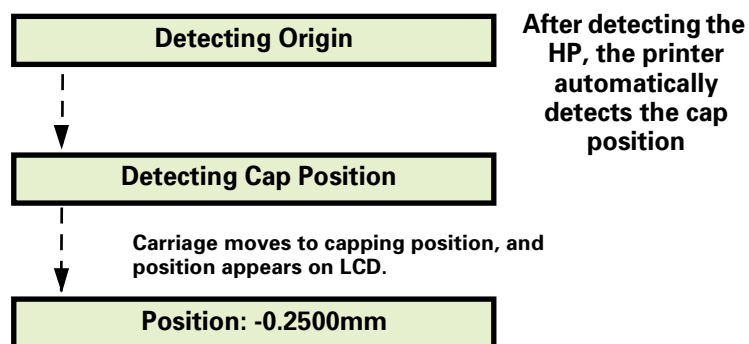 Detecting Origin
After detecting the
HP, the printer
automatically
detects the cap
position
Detecting Cap Position
Carriage moves to capping position, and
position appears on LCD.
Position: -0.2500mm